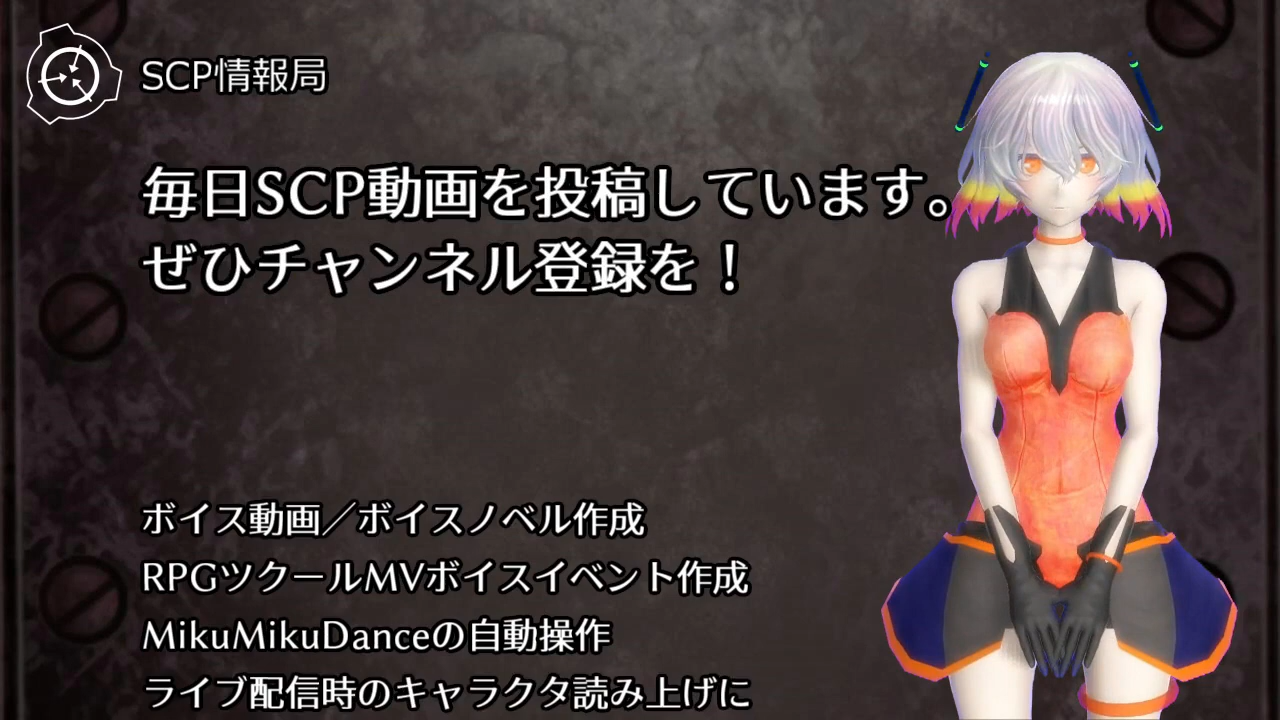 SCP情報局
毎日SCP動画を投稿しています。
ぜひチャンネル登録を！
ボイス動画／ボイスノベル作成
RPGツクールMVボイスイベント作成
MikuMikuDanceの自動操作
ライブ配信時のキャラクタ読み上げに